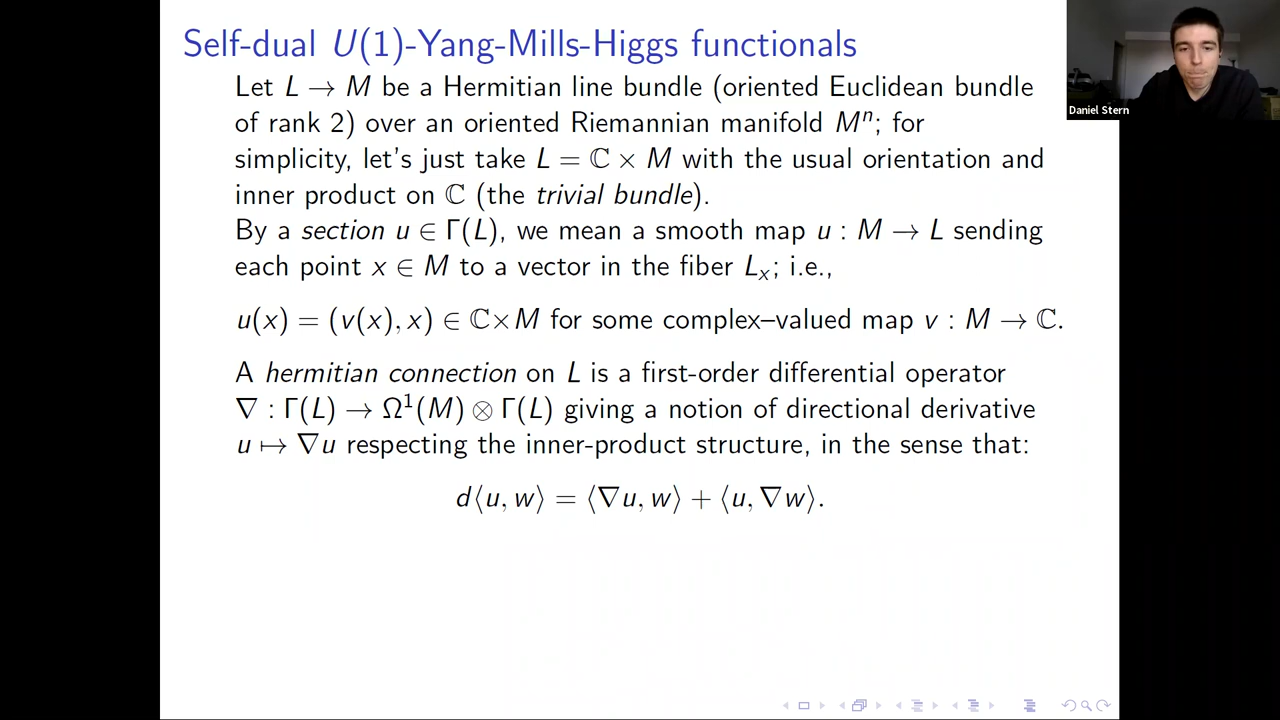 Self-dual U(1)-Yang-Mills-Higgs functionals
Let L → M be a Hermitian line bundle (oriented Euclidean bundle
of rank 2) over an oriented Riemannian manifold Mⁿ; for
simplicity, let's just take L = ℂ × M with the usual orientation and
inner product on ℂ (the trivial bundle).
By a section u ∈ Γ(L), we mean a smooth map u : M → L sending
each point x ∈ M to a vector in the fiber Lₓ; i.e.,
u(x) = (v(x), x) ∈ ℂ×M for some complex–valued map v : M → ℂ.
A hermitian connection on L is a first-order differential operator
∇ : Γ(L) → Ω¹(M) ⊗ Γ(L) giving a notion of directional derivative
u ↦ ∇u respecting the inner-product structure, in the sense that:
d⟨u, w⟩ = ⟨∇u, w⟩ + ⟨u, ∇w⟩.
Daniel Stern